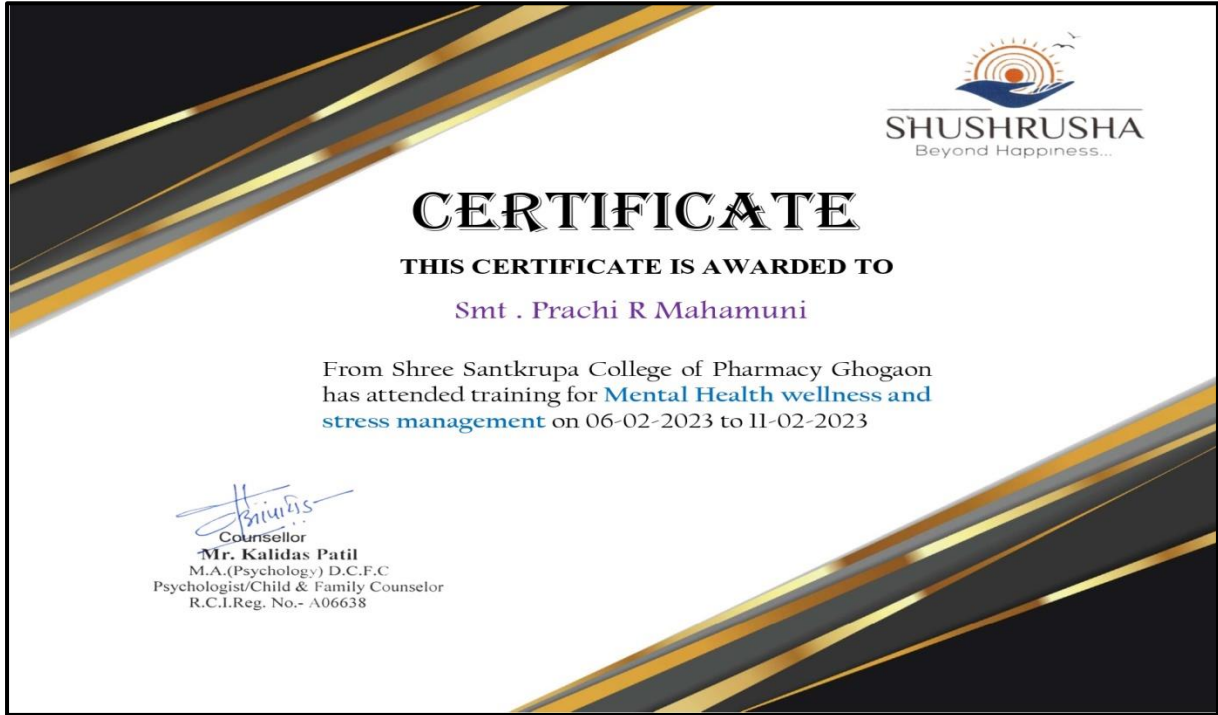 SHUSHRUSHA
Beyond Happiness...
CERTIFICATE
THIS CERTIFICATE IS AWARDED TO
Smt . Prachi R Mahamuni
From Shree Santkrupa College of Pharmacy Ghogaon
has attended training for Mental Health wellness and
stress management on 06-02-2023 to 11-02-2023
Counsellor
Mr. Kalidas Patil
M.A.(Psychology) D.C.F.C
Psychologist/Child & Family Counselor
R.C.I.Reg. No.- A06638